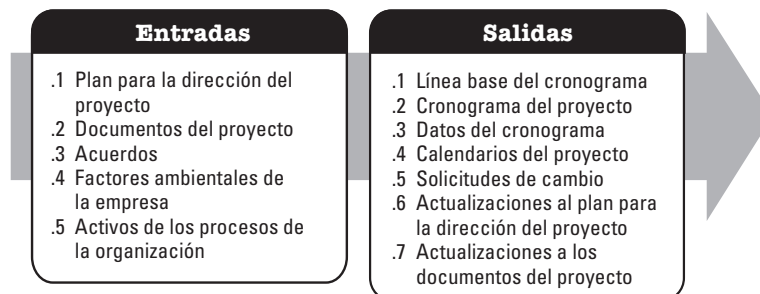 Entradas
.1 Plan para la dirección del
proyecto
.2 Documentos del proyecto
.3 Acuerdos
.4 Factores ambientales de
la empresa
.5 Activos de los procesos de
la organización
Salidas
.1 Línea base del cronograma
.2 Cronograma del proyecto
.3 Datos del cronograma
.4 Calendarios del proyecto
.5 Solicitudes de cambio
.6 Actualizaciones al plan para
la dirección del proyecto
.7 Actualizaciones a los
documentos del proyecto